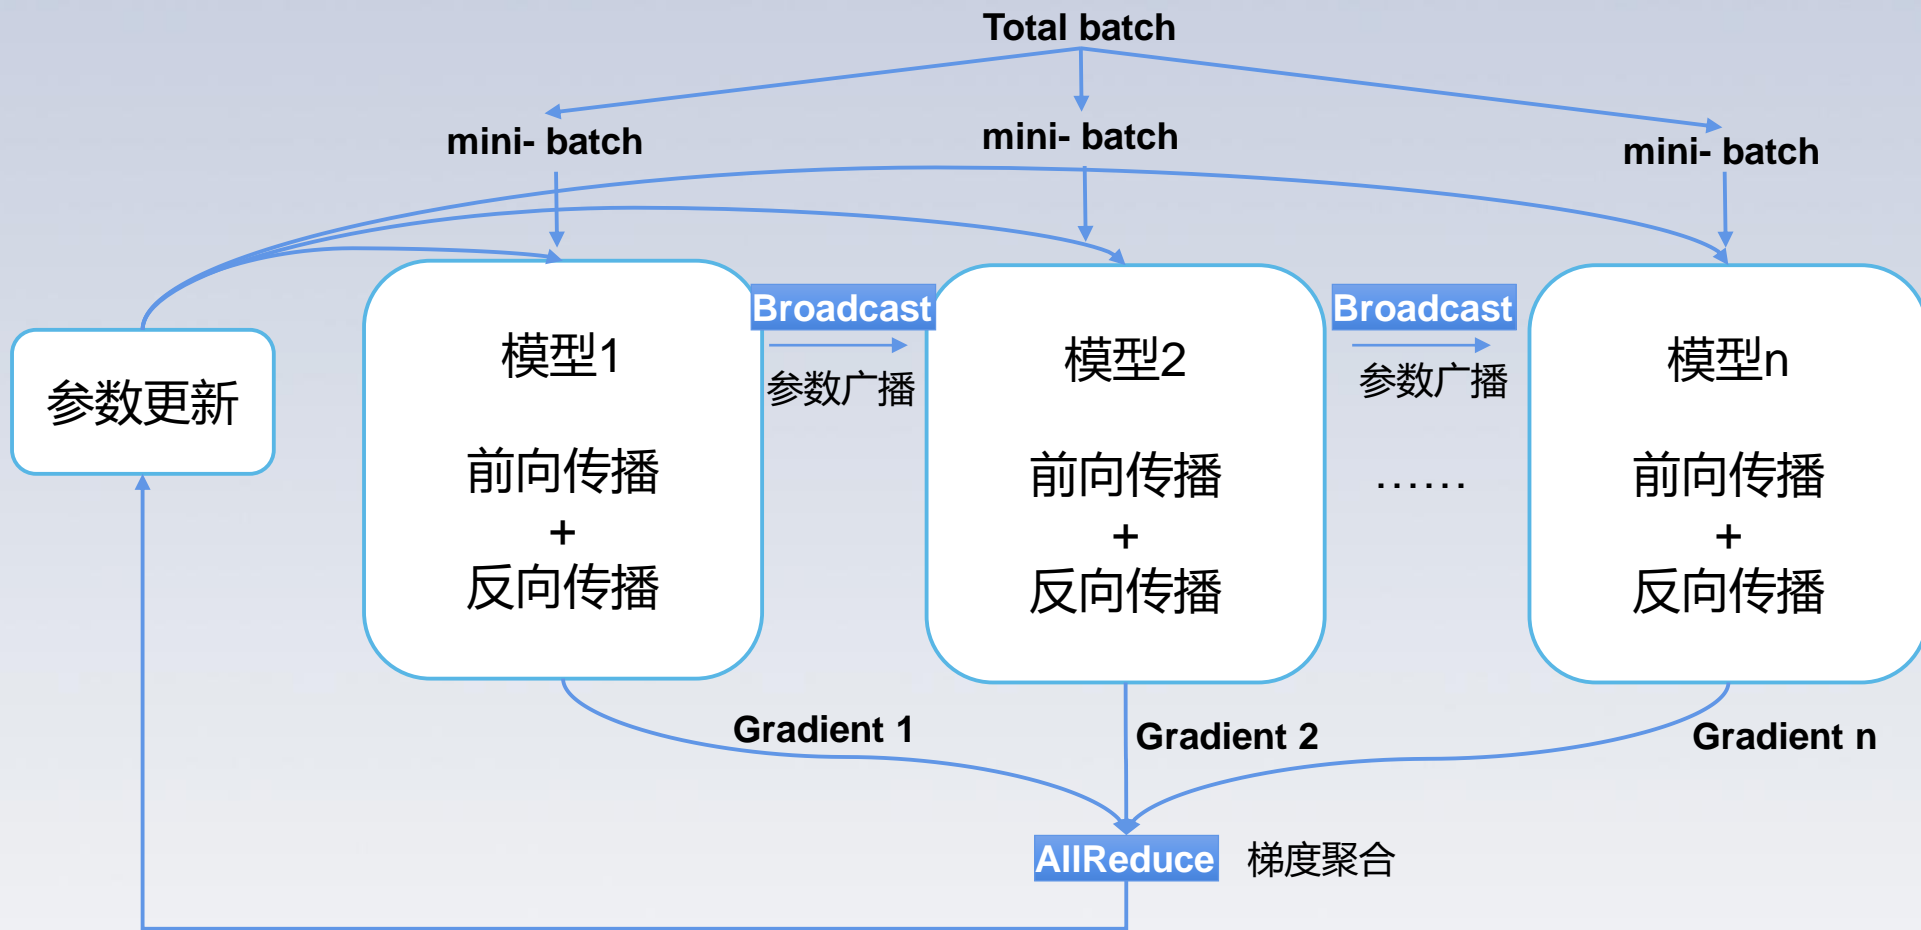 Total batch
mini- batch
mini- batch
mini- batch
参数更新
模型1
前向传播
+
反向传播
Broadcast
参数广播
模型2
前向传播
+
反向传播
Broadcast
参数广播
......
模型n
前向传播
+
反向传播
Gradient 1
Gradient 2
Gradient n
AllReduce
梯度聚合